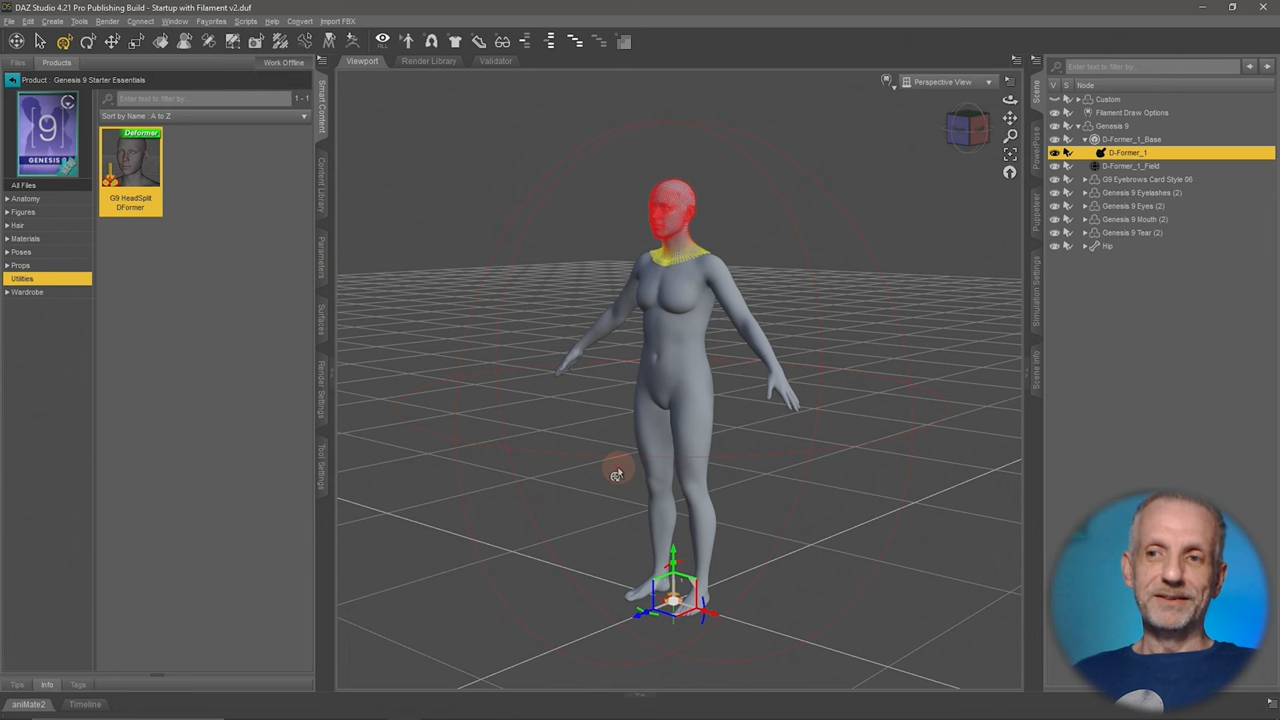 DAZ Studio 4.21 Pro Publishing Build - Startup with Filament v2.duf
File Edit Create Tools Render Connect Window Favorites Scripts Help Convert Import FBX
ALL
Files Products Work Offline
Product : Genesis 9 Starter Essentials
9
GENESIS 9
Enter text to filter by... 1 - 1
Sort by Name : A to Z
Deformer
G9 HeadSplit
DFormer
All Files
Anatomy
Figures
Hair
Materials
Poses
Props
Utilities
Wardrobe
Tips Info Tags
aniMate2 Timeline
Smart Content
Content Library
Parameters
Surfaces
Render Settings
Tool Settings
Viewport Render Library Validator
Perspective View
Scene
PowerPose
Puppeteer
Simulation Settings
Scene Info
Enter text to filter by...
V S Node
Custom
Filament Draw Options
Genesis 9
D-Former_1_Base
D-Former_1
D-Former_1_Field
G9 Eyebrows Card Style 06
Genesis 9 Eyelashes (2)
Genesis 9 Eyes (2)
Genesis 9 Mouth (2)
Genesis 9 Tear (2)
Hip